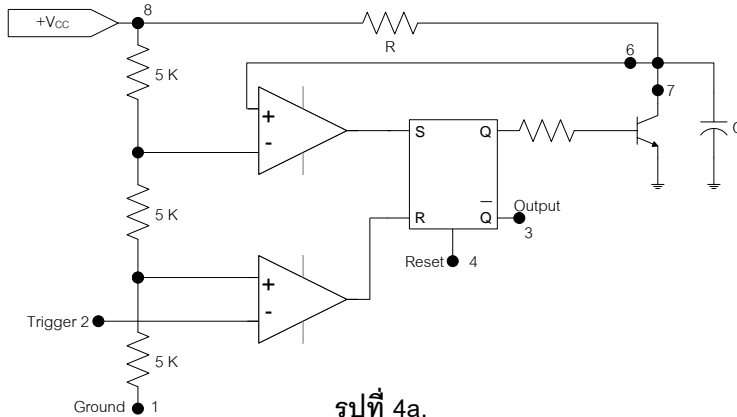 8
+VCC
R
6
5 K
7
+
-
S
Q
C
5 K
R
Q
Output
3
Reset
4
+
-
Trigger 2
5 K
Ground
1
รูปที่ 4a.